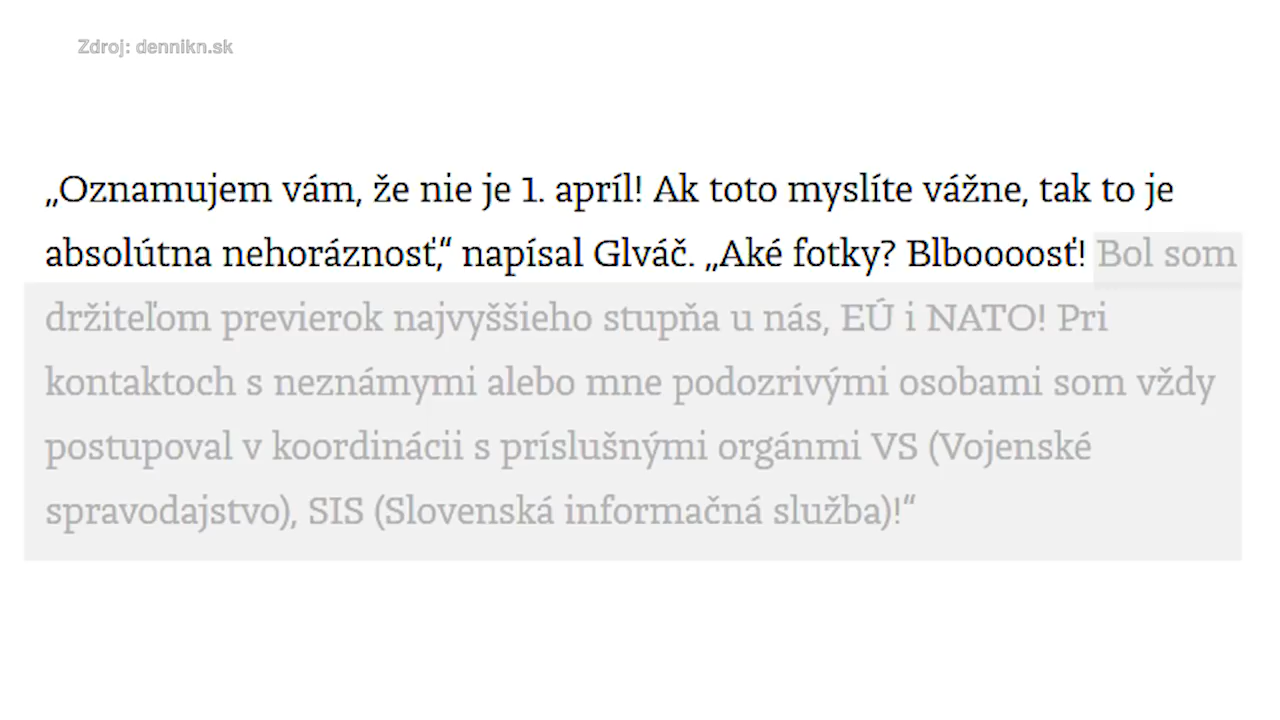 Zdroj: dennikn.sk
„Oznamujem vám, že nie je 1. apríl! Ak toto myslíte vážne, tak to je
absolútna nehoráznosť,“ napísal Glváč. „Aké fotky? Blboooosť! Bol som
držiteľom previerok najvyššieho stupňa u nás, EÚ i NATO! Pri
kontaktoch s neznámymi alebo mne podozrivými osobami som vždy
postupoval v koordinácii s príslušnými orgánmi VS (Vojenské
spravodajstvo), SIS (Slovenská informačná služba)!“